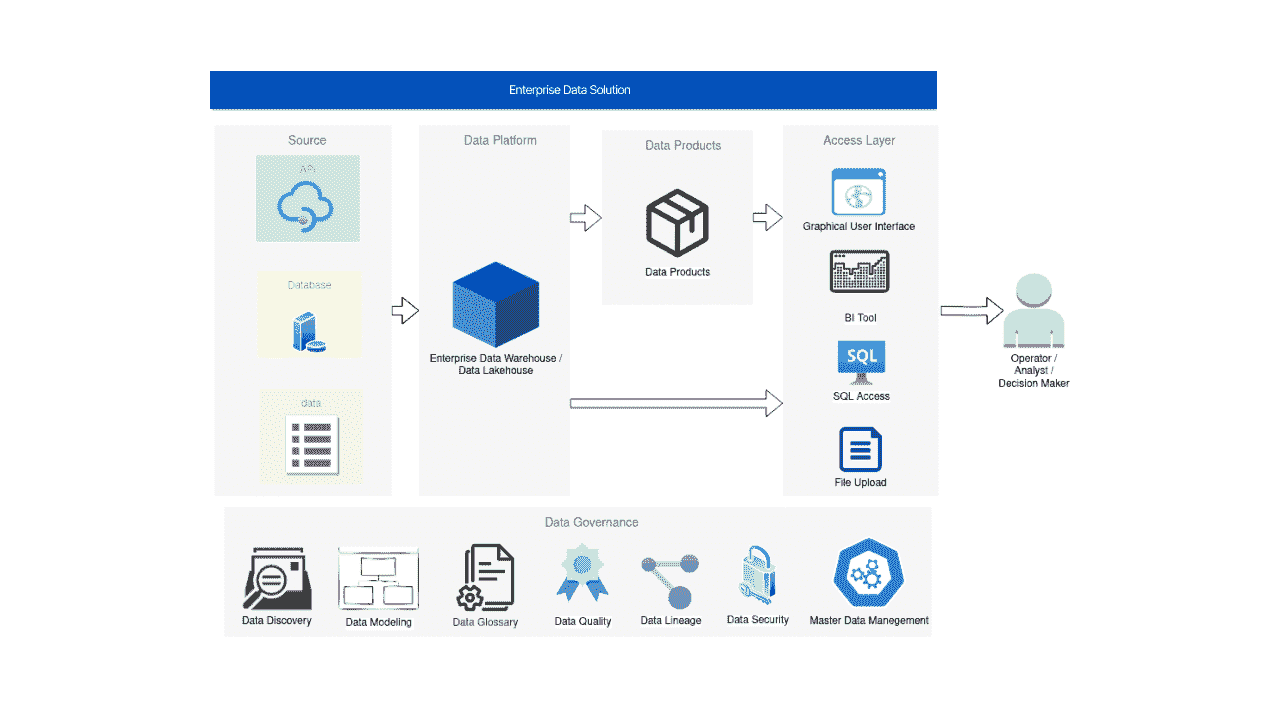 Enterprise Data Solution
Source
API
Database
data
Data Platform
Enterprise Data Warehouse /
Data Lakehouse
Data Products
Data Products
Access Layer
Graphical User Interface
BI Tool
SQL
SQL Access
File Upload
Operator /
Analyst /
Decision Maker
Data Governance
Data Discovery
Data Modeling
Data Glossary
Data Quality
Data Lineage
Data Security
Master Data Manegement